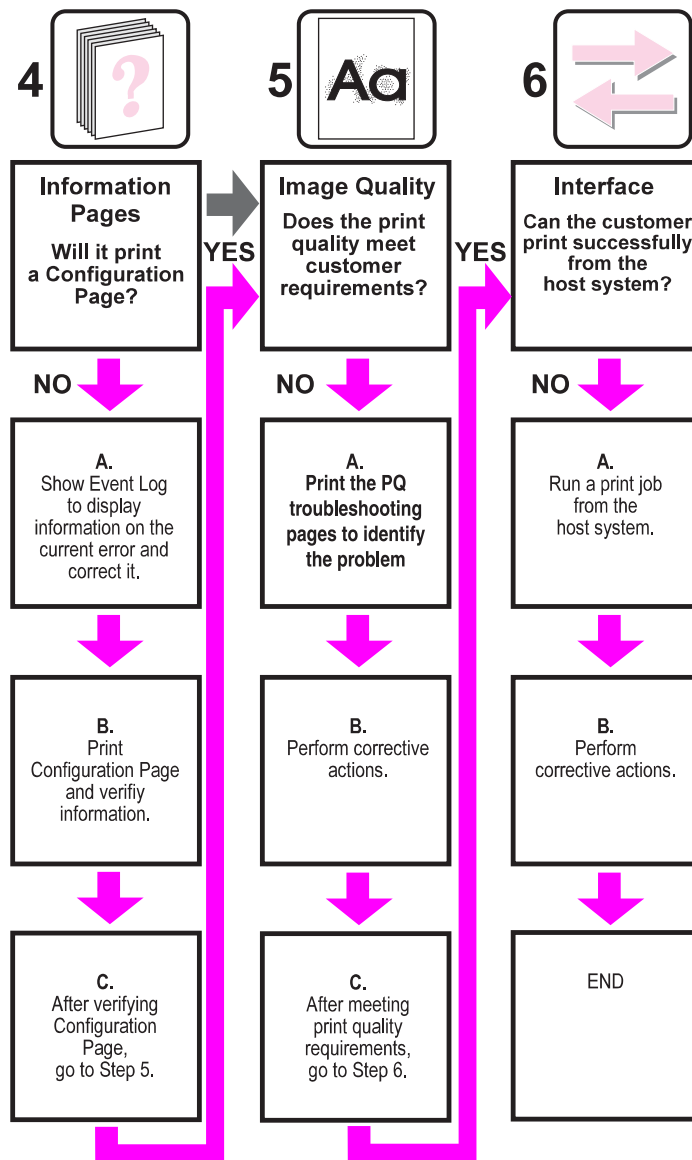 4
?
Information
Pages
Will it print
a Configuration
Page?
YES
NO
A.
Show Event Log
to display
information on the
current error and
correct it.
B.
Print
Configuration Page
and verifiy
information.
C.
After verifying
Configuration
Page,
go to Step 5.
5
Aa
Image Quality
Does the print
quality meet
customer
requirements?
YES
NO
A.
Print the PQ
troubleshooting
pages to identify
the problem
B.
Perform corrective
actions.
C.
After meeting
print quality
requirements,
go to Step 6.
6
Interface
Can the customer
print successfully
from the
host system?
NO
A.
Run a print job
from the
host system.
B.
Perform
corrective actions.
END